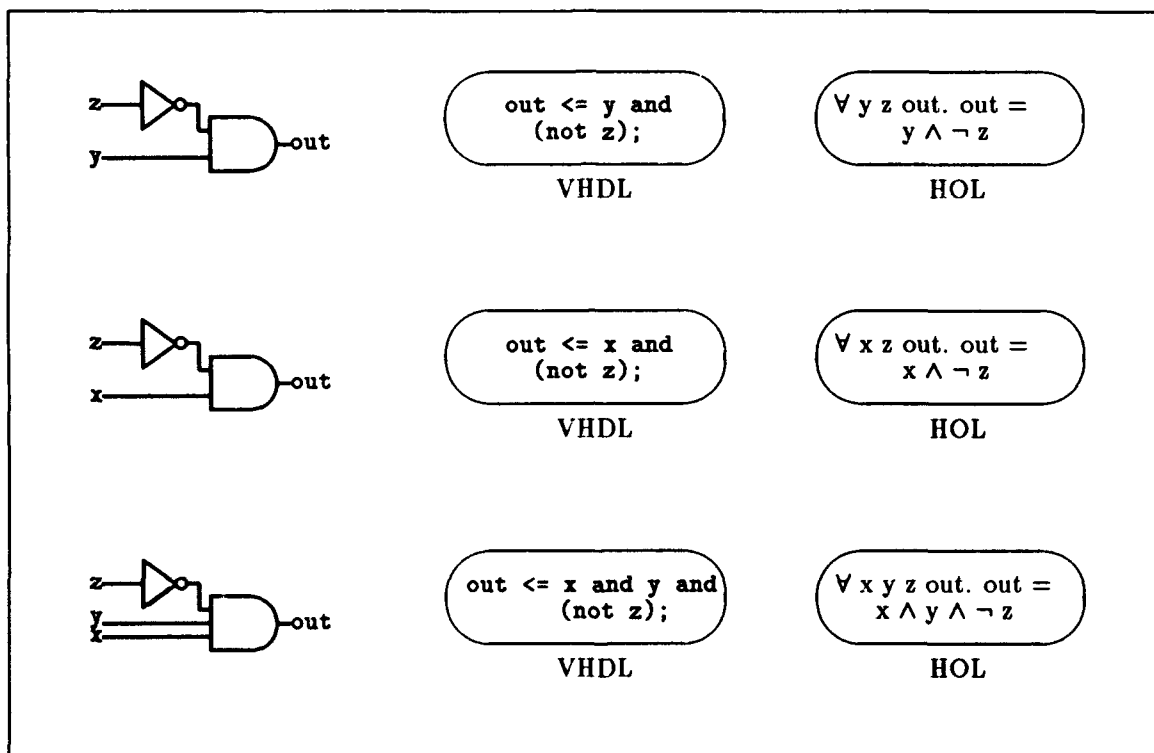 z
y
out
out <= y and
(not z);
VHDL
∀ y z out. out =
y ∧ ¬ z
HOL
z
x
out
out <= x and
(not z);
VHDL
∀ x z out. out =
x ∧ ¬ z
HOL
z
y
x
out
out <= x and y and
(not z);
VHDL
∀ x y z out. out =
x ∧ y ∧ ¬ z
HOL